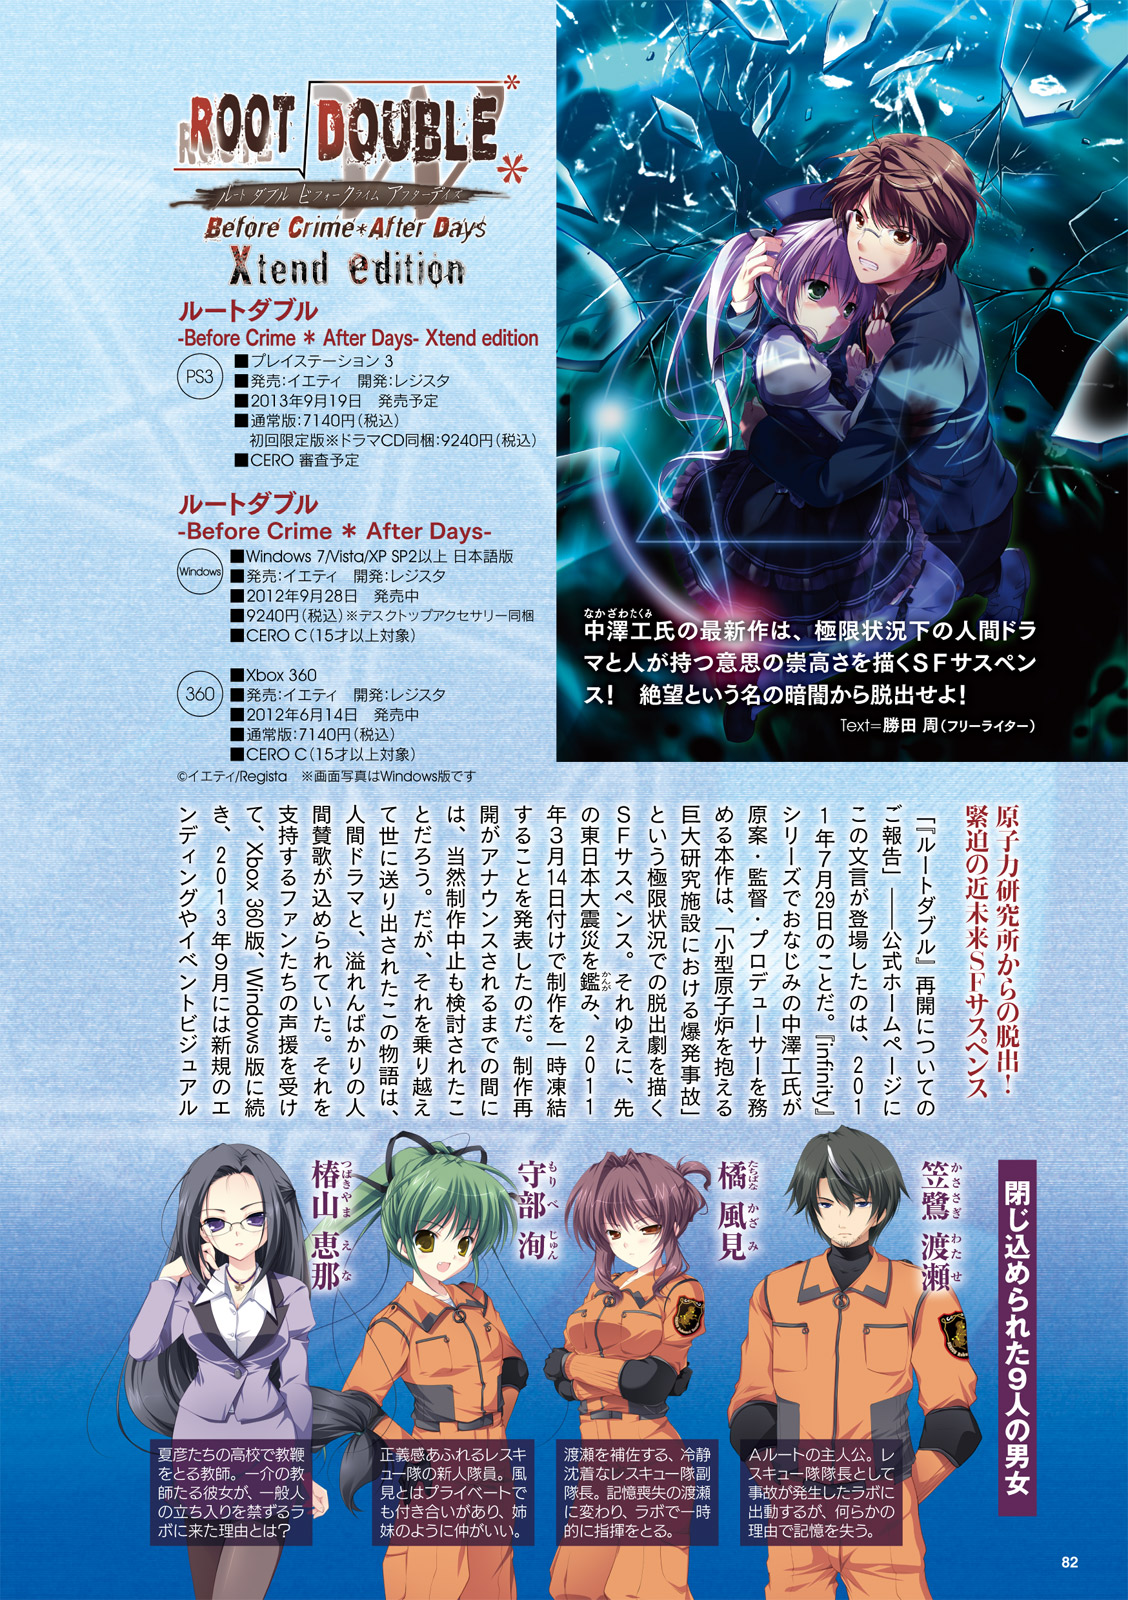 ROOT DOUBLE
ルート ダブル ビフォークライム アフターデイズ
Before Crime*After Days
Xtend edition
ルートダブル
-Before Crime * After Days- Xtend edition
PS3
■プレイステーション 3
■発売:イエティ 開発:レジスタ
■2013年9月19日 発売予定
■通常版:7140円(税込)
初回限定版※ドラマCD同梱:9240円(税込)
■CERO 審査予定
ルートダブル
-Before Crime * After Days-
Windows
■Windows 7/Vista/XP SP2以上 日本語版
■発売:イエティ 開発:レジスタ
■2012年9月28日 発売中
■9240円(税込)※デスクトップアクセサリー同梱
■CERO C(15才以上対象)
360
■Xbox 360
■発売:イエティ 開発:レジスタ
■2012年6月14日 発売中
■通常版:7140円(税込)
■CERO C(15才以上対象)
©イエティ/Regista ※画面写真はWindows版です
なかざわたくみ
中澤工氏の最新作は、極限状況下の人間ドラ
マと人が持つ意思の崇高さを描くSFサスペン
ス! 絶望という名の暗闇から脱出せよ!
Text=勝田 周(フリーライター)
原子力研究所からの脱出!
緊迫の近未来SFサスペンス
「『ルートダブル』再開についての
ご報告」――公式ホームページに
この文言が登場したのは、201
1年7月29日のことだ。『infinity』
シリーズでおなじみの中澤工氏が
原案・監督・プロデューサーを務
める本作は、「小型原子炉を抱える
巨大研究施設における爆発事故」
という極限状況での脱出劇を描く
SFサスペンス。それゆえに、先
の東日本大震災を鑑み、2011
かんが
年3月14日付けで制作を一時凍結
することを発表したのだ。制作再
開がアナウンスされるまでの間に
は、当然制作中止も検討されたこ
とだろう。だが、それを乗り越え
て世に送り出されたこの物語は、
人間ドラマと、溢れんばかりの人
間賛歌が込められていた。それを
支持するファンたちの声援を受け
て、Xbox 360版、Windows版に続
き、2013年9月には新規のエ
ンディングやイベントビジュアル
閉じ込められた9人の男女
かささぎ わたせ
笠鷺 渡瀬
Aルートの主人公。レ
スキュー隊隊長として
事故が発生したラボに
出動するが、何らかの
理由で記憶を失う。
たちばな かざみ
橘 風見
渡瀬を補佐する、冷静
沈着なレスキュー隊副
隊長。記憶喪失の渡瀬
に変わり、ラボで一時
的に指揮をとる。
もりべ じゅん
守部 洵
正義感あふれるレスキ
ュー隊の新人隊員。風
見とはプライベートで
も付き合いがあり、姉
妹のように仲がいい。
つばきやま えな
椿山 恵那
夏彦たちの高校で教鞭
をとる教師。一介の教
師たる彼女が、一般人
の立ち入りを禁ずるラ
ボに来た理由とは?
82